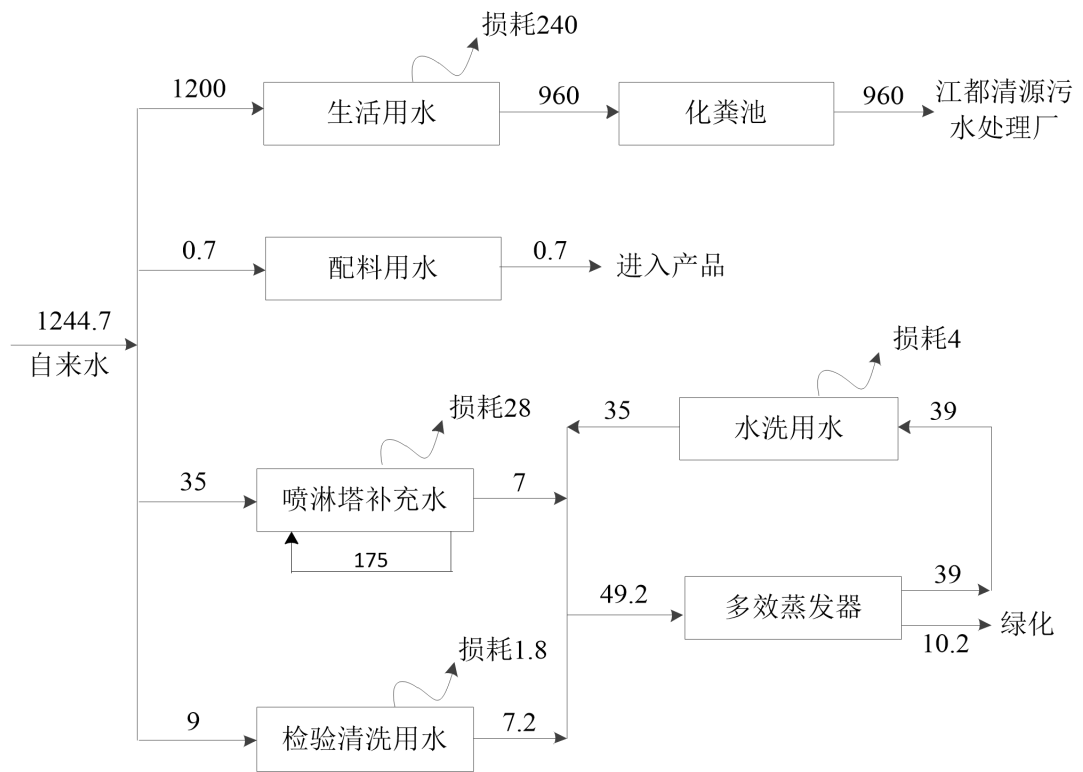 损耗240
1200
生活用水
960
化粪池
960
江都清源污
水处理厂
0.7
配料用水
0.7
进入产品
1244.7
自来水
损耗4
35
水洗用水
39
损耗28
35
喷淋塔补充水
7
175
49.2
多效蒸发器
39
10.2
绿化
损耗1.8
9
检验清洗用水
7.2